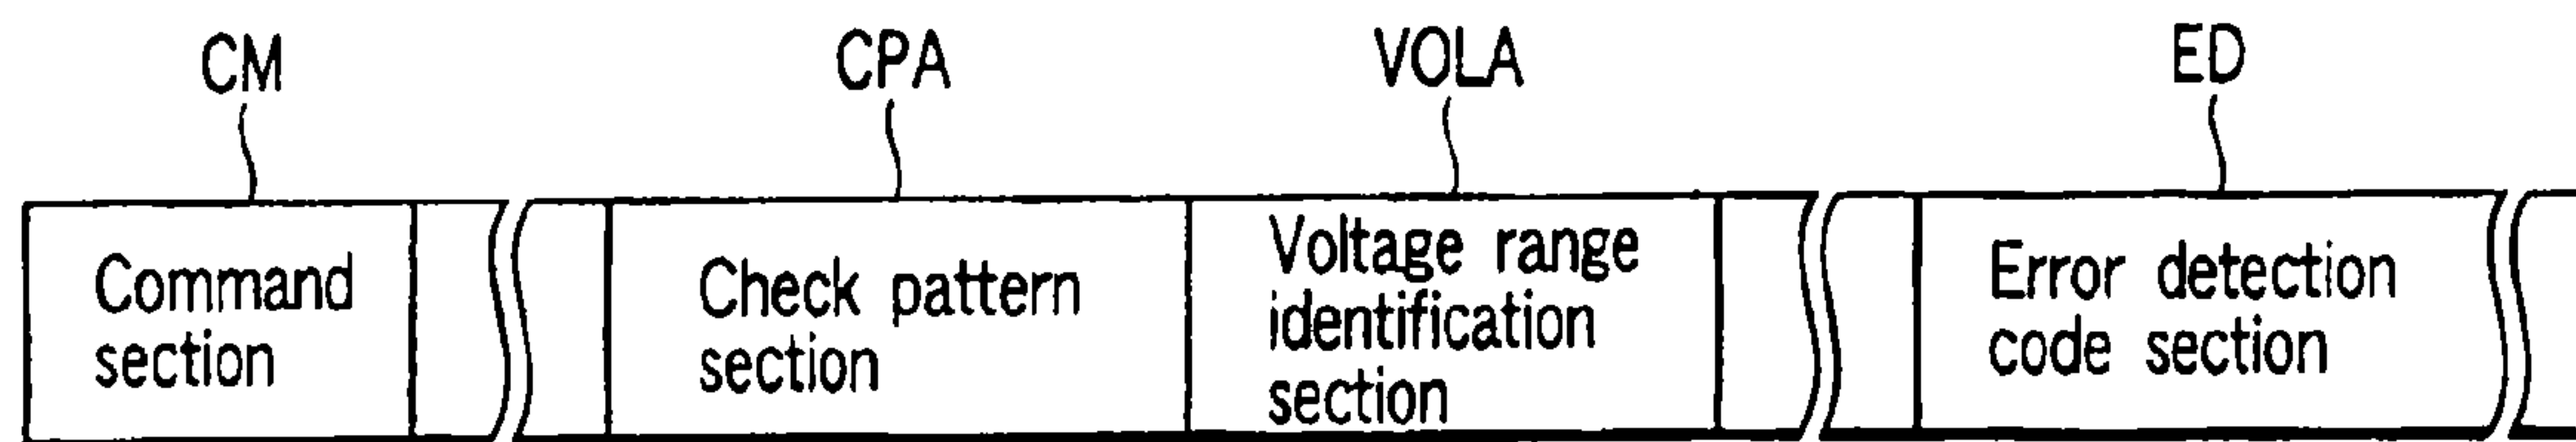 CM
CPA
VOLA
ED
Command
section
Check pattern
section
Voltage range
identification
section
Error detection
code section